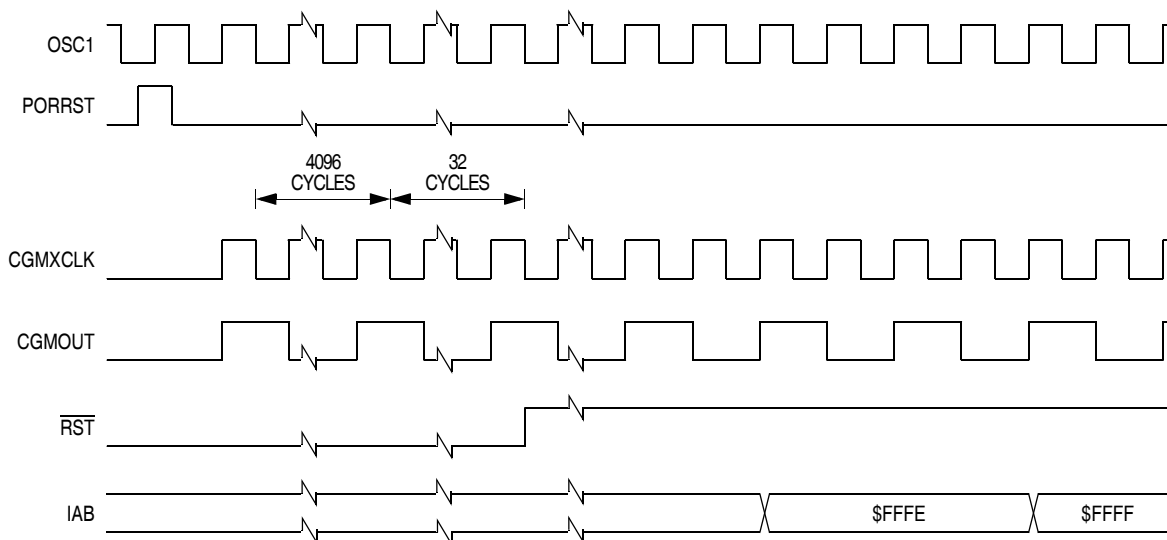 OSC1
PORRST
4096
CYCLES
32
CYCLES
CGMXCLK
CGMOUT
RST
IAB
$FFFE
$FFFF